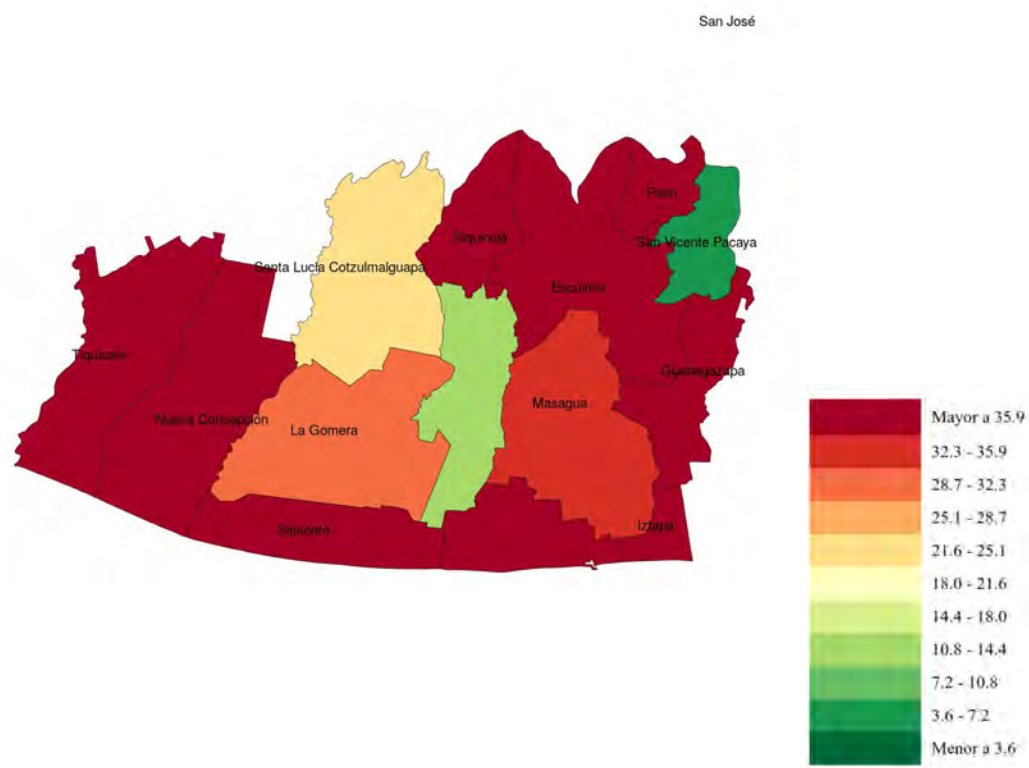 San José
Palín
Siquinalá
San Vicente Pacaya
Santa Lucía Cotzulmalguapa
Escuintla
Tiquisate
Guanagazapa
Masagua
Nueva Concepción
La Gomera
Sipacate
Iztapa
Mayor a 35.9
32.3 - 35.9
28.7 - 32.3
25.1 - 28.7
21.6 - 25.1
18.0 - 21.6
14.4 - 18.0
10.8 - 14.4
7.2 - 10.8
3.6 - 7.2
Menor a 3.6